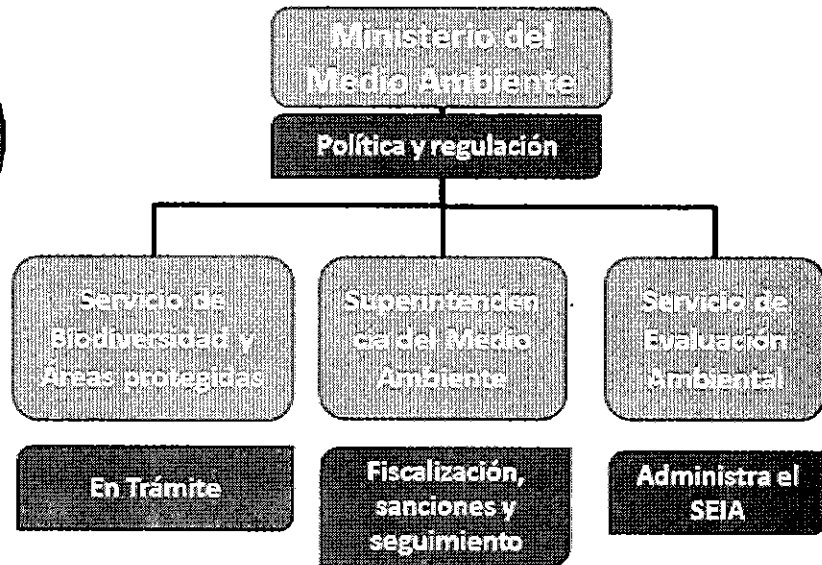 Ministerio del
Medio Ambiente
Política y regulación
Servicio de
Biodiversidad y
Áreas protegidas
En Trámite
Superintenden
cia del Medio
Ambiente
Fiscalización,
sanciones y
seguimiento
Servicio de
Evaluación
Ambiental
Administra el
SEIA